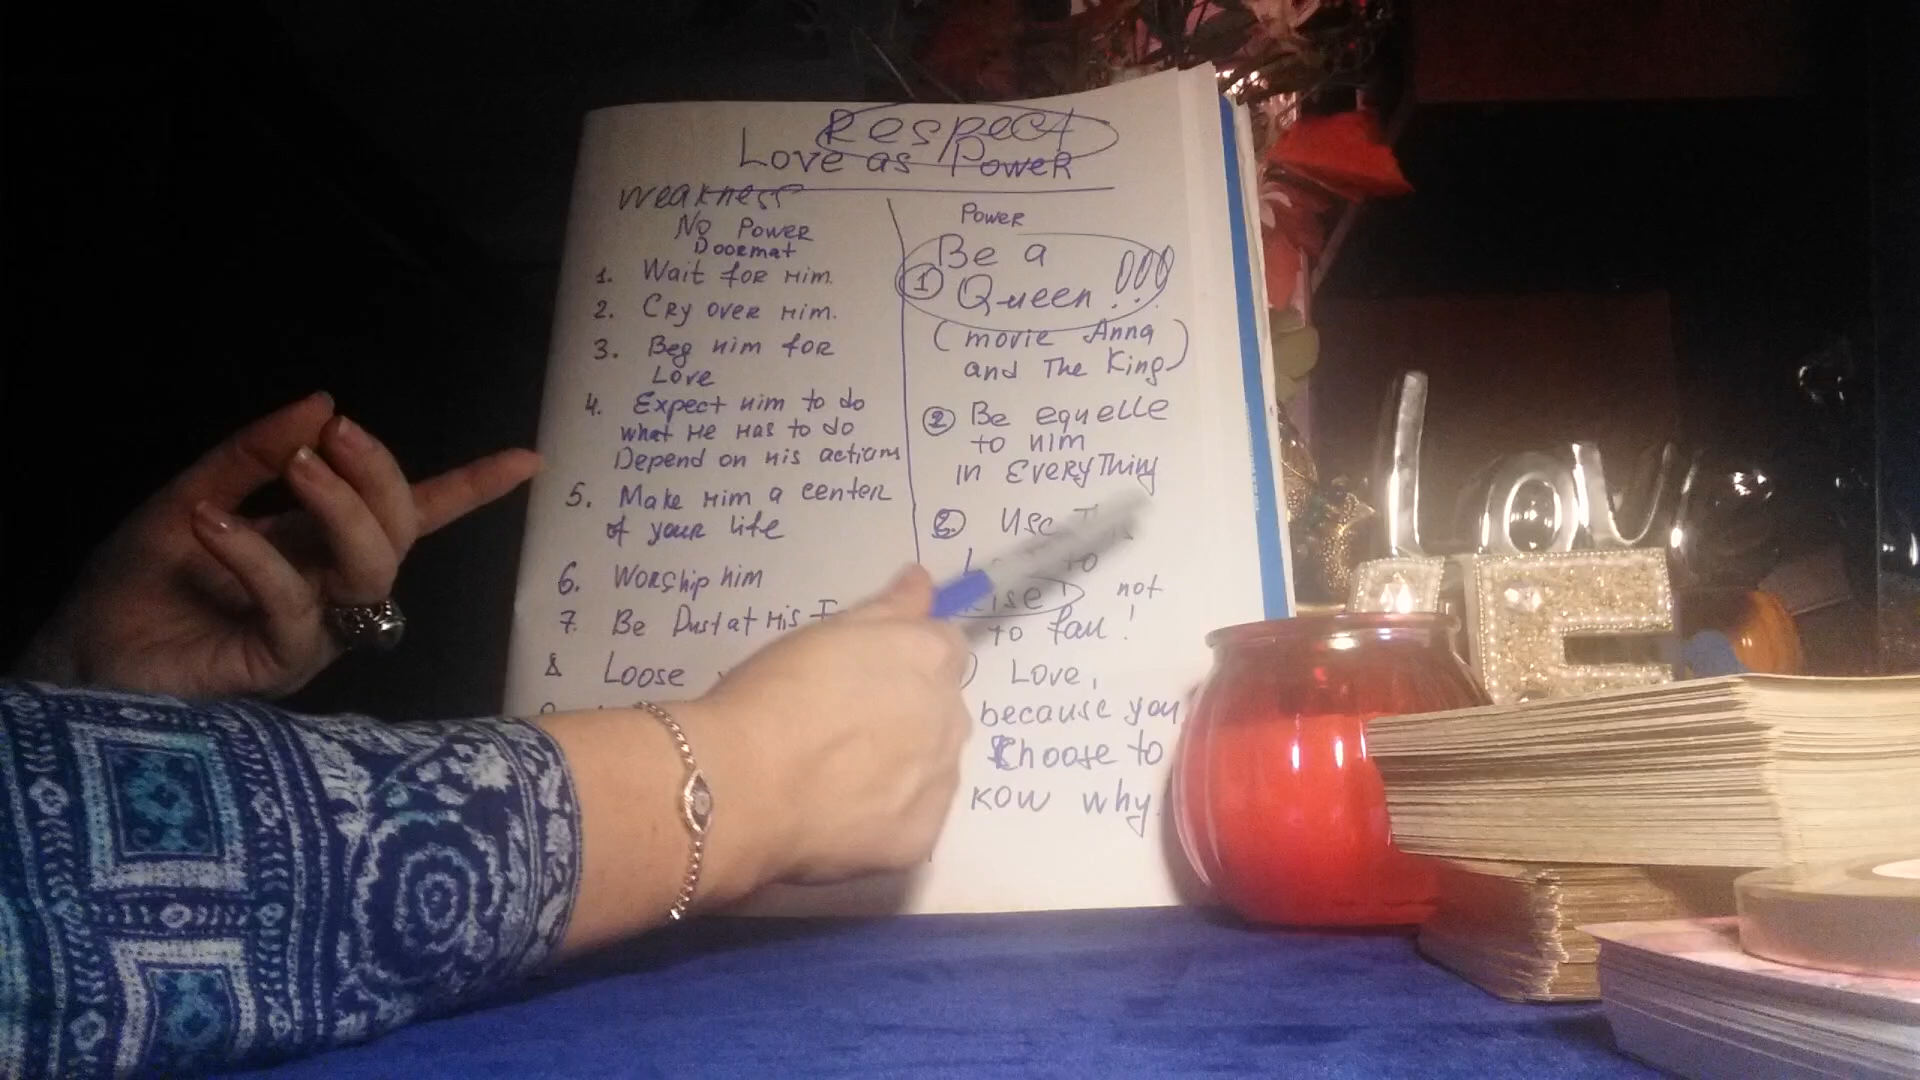 Respect
Love as Power
Weakness
No Power
Doormat
1. Wait for Him.
2. Cry over Him.
3. Beg him for
Love
4. Expect him to do
what He Has to do
Depend on his actions
5. Make Him a center
of your life
6. Worship him
7. Be Dust at His
8 Loose
Power
Be a
① Queen!!!
(movie Anna
and The King)
② Be equelle
to him
in EveryThing
③ Use
to
Rise not
to fall!
Love,
because you
Choose to
know why
LOVE